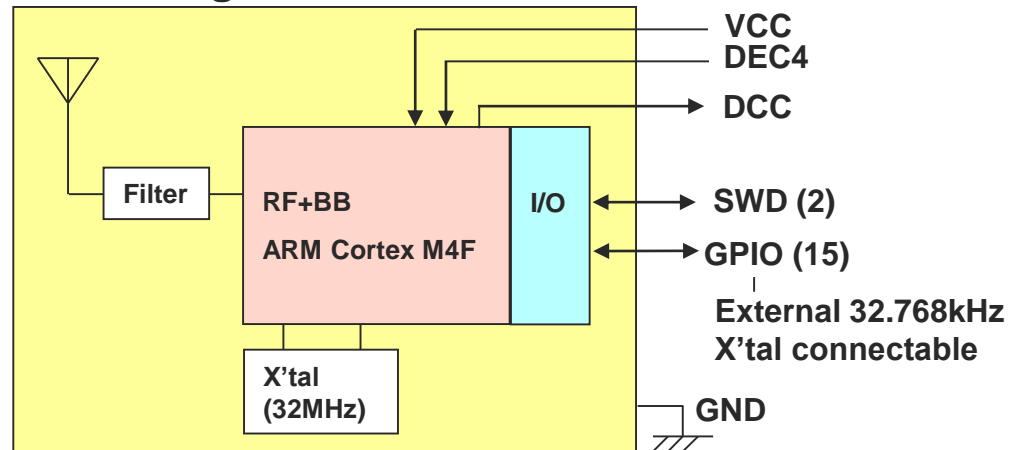 VCC
DEC4
DCC
Filter
RF+BB
ARM Cortex M4F
I/O
SWD (2)
GPIO (15)
External 32.768kHz
X'tal connectable
X'tal
(32MHz)
GND